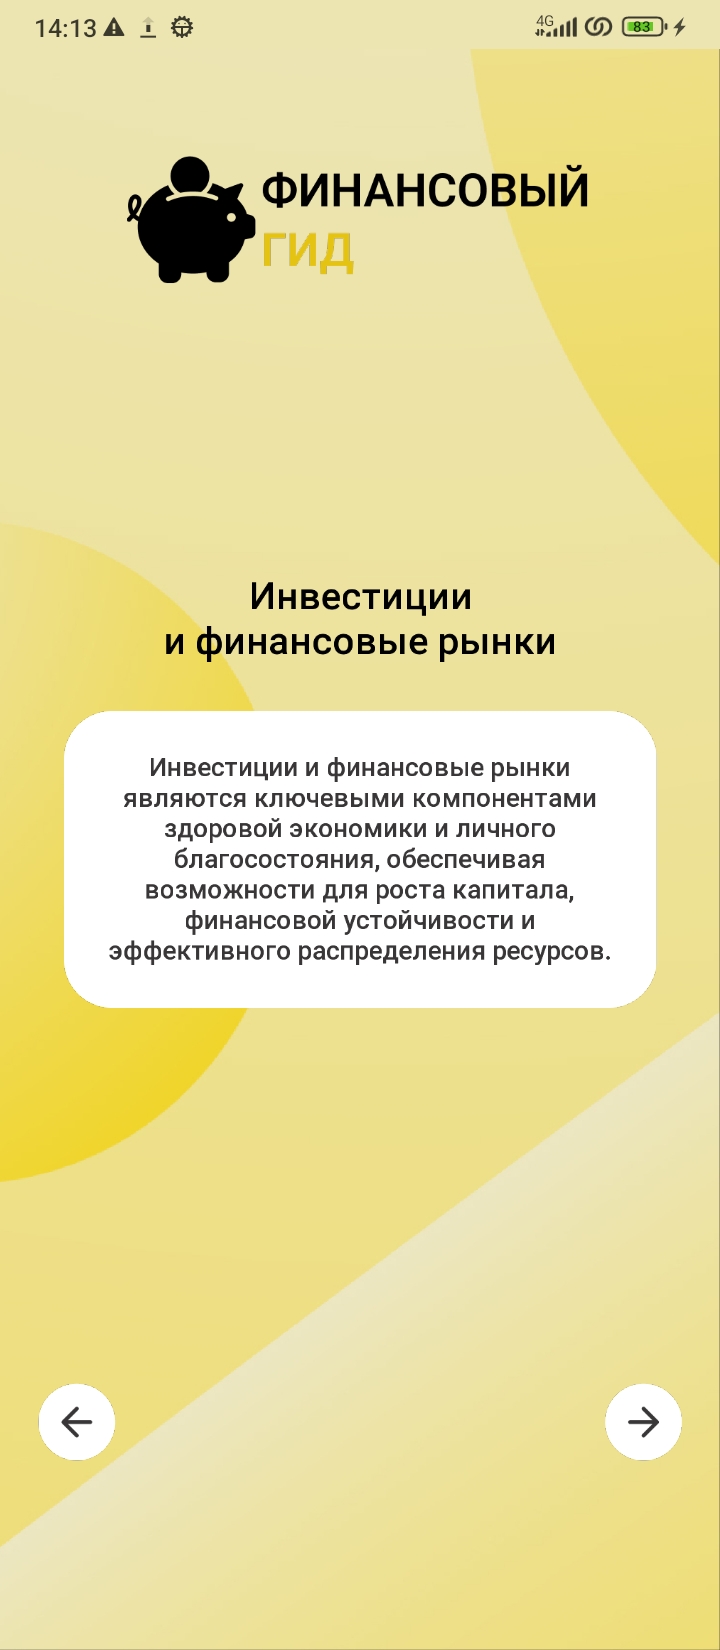 14:13
4G
83
ФИНАНСОВЫЙ
ГИД
Инвестиции
и финансовые рынки
Инвестиции и финансовые рынки
являются ключевыми компонентами
здоровой экономики и личного
благосостояния, обеспечивая
возможности для роста капитала,
финансовой устойчивости и
эффективного распределения ресурсов.